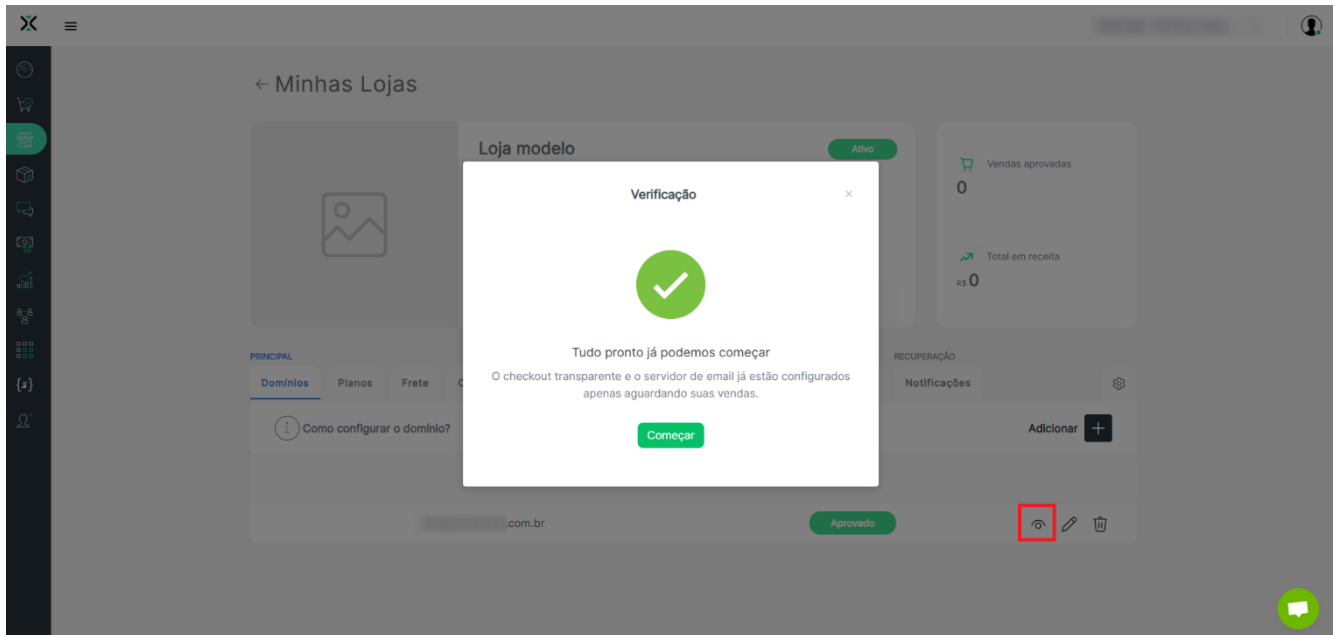 ← Minhas Lojas
Loja modelo
Ativo
Vendas aprovadas
0
Total em receita
R$ 0
Verificação
×
Tudo pronto já podemos começar
O checkout transparente e o servidor de email já estão configurados
apenas aguardando suas vendas.
Começar
PRINCIPAL
RECUPERAÇÃO
Domínios Planos Frete C Notificações
Como configurar o domínio?
Adicionar +
.com.br
Aprovado